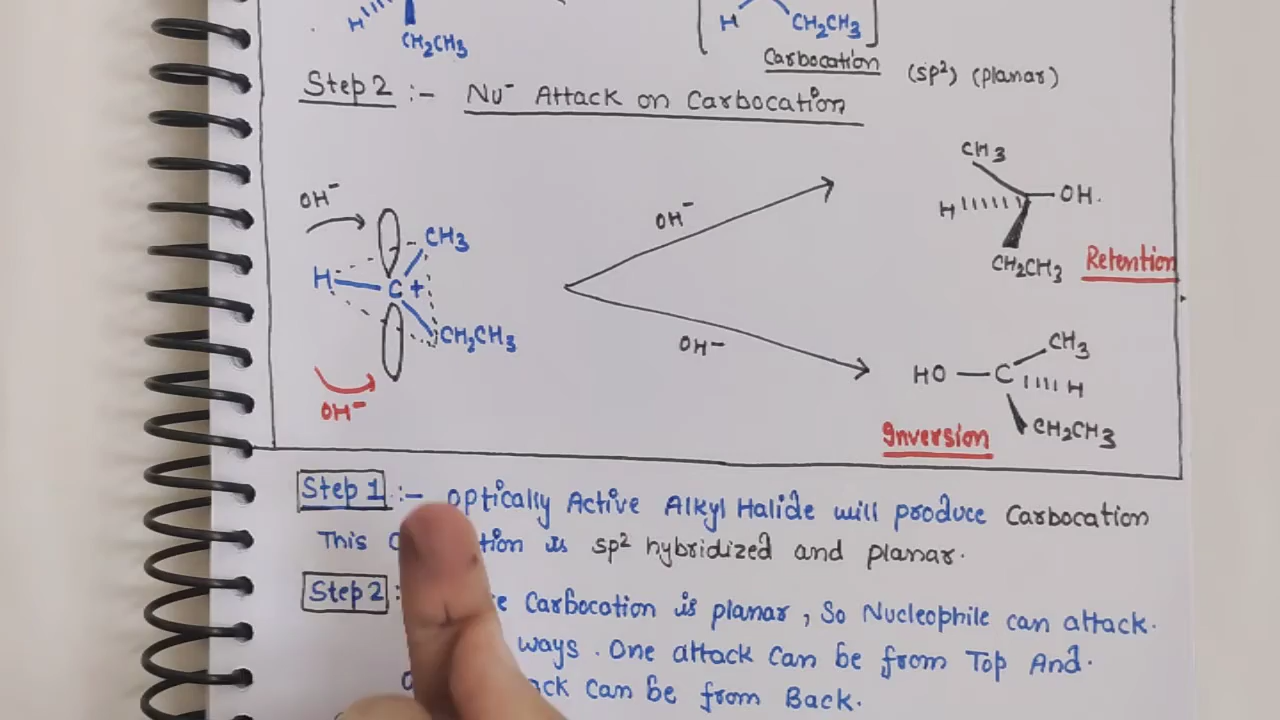 H
CH2CH3
H CH2CH3
Carbocation (sp²) (planar)
Step 2 :- Nu⁻ Attack on Carbocation
OH⁻
CH3
H C+
CH2CH3
OH⁻
OH⁻
OH⁻
CH3
H OH.
CH2CH3 Retention
CH3
HO — C H
CH2CH3
Inversion
Step 1 :- Optically Active Alkyl Halide will produce Carbocation
This is sp² hybridized and planar.
Step 2 : Carbocation is planar, So Nucleophile can attack.
ways. One attack can be from Top And.
can be from Back.